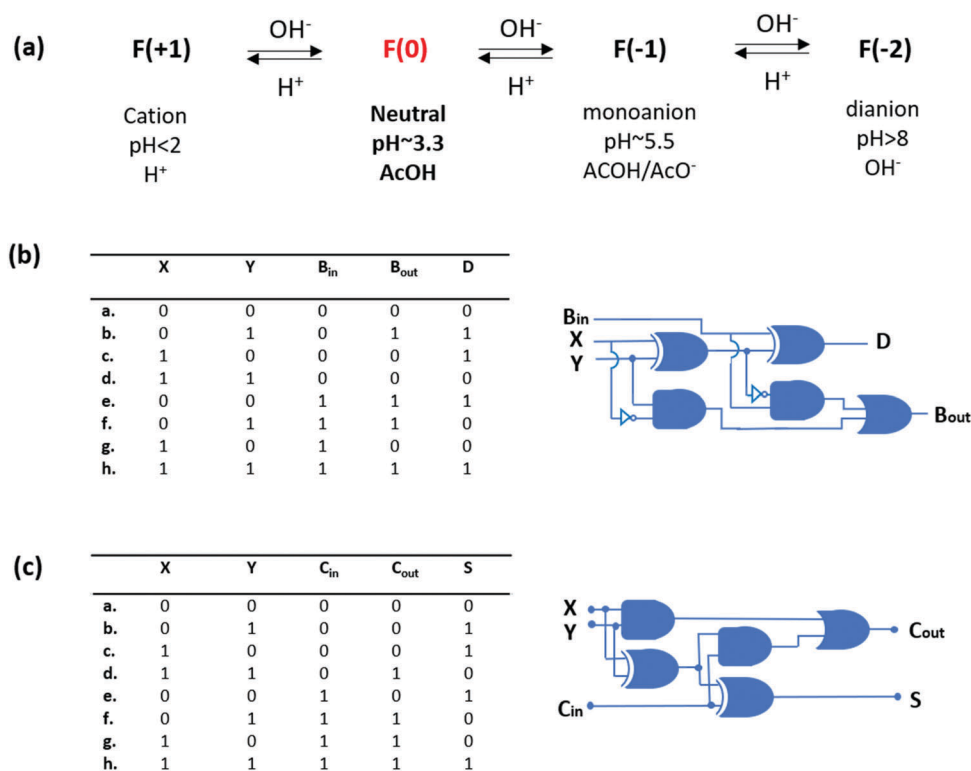 (a)
OH⁻ OH⁻ OH⁻
F(+1) F(0) F(-1) F(-2)
H⁺ H⁺ H⁺
Cation Neutral monoanion dianion
pH<2 pH~3.3 pH~5.5 pH>8
H⁺ AcOH ACOH/AcO⁻ OH⁻
(b)
X Y Bin Bout D
a. 0 0 0 0 0
b. 0 1 0 1 1
c. 1 0 0 0 1
d. 1 1 0 0 0
e. 0 0 1 1 1
f. 0 1 1 1 0
g. 1 0 1 0 0
h. 1 1 1 1 1
Bin
X
Y
D
Bout
(c)
X Y Cin Cout S
a. 0 0 0 0 0
b. 0 1 0 0 1
c. 1 0 0 0 1
d. 1 1 0 1 0
e. 0 0 1 0 1
f. 0 1 1 1 0
g. 1 0 1 1 0
h. 1 1 1 1 1
X
Y
Cout
Cin
S